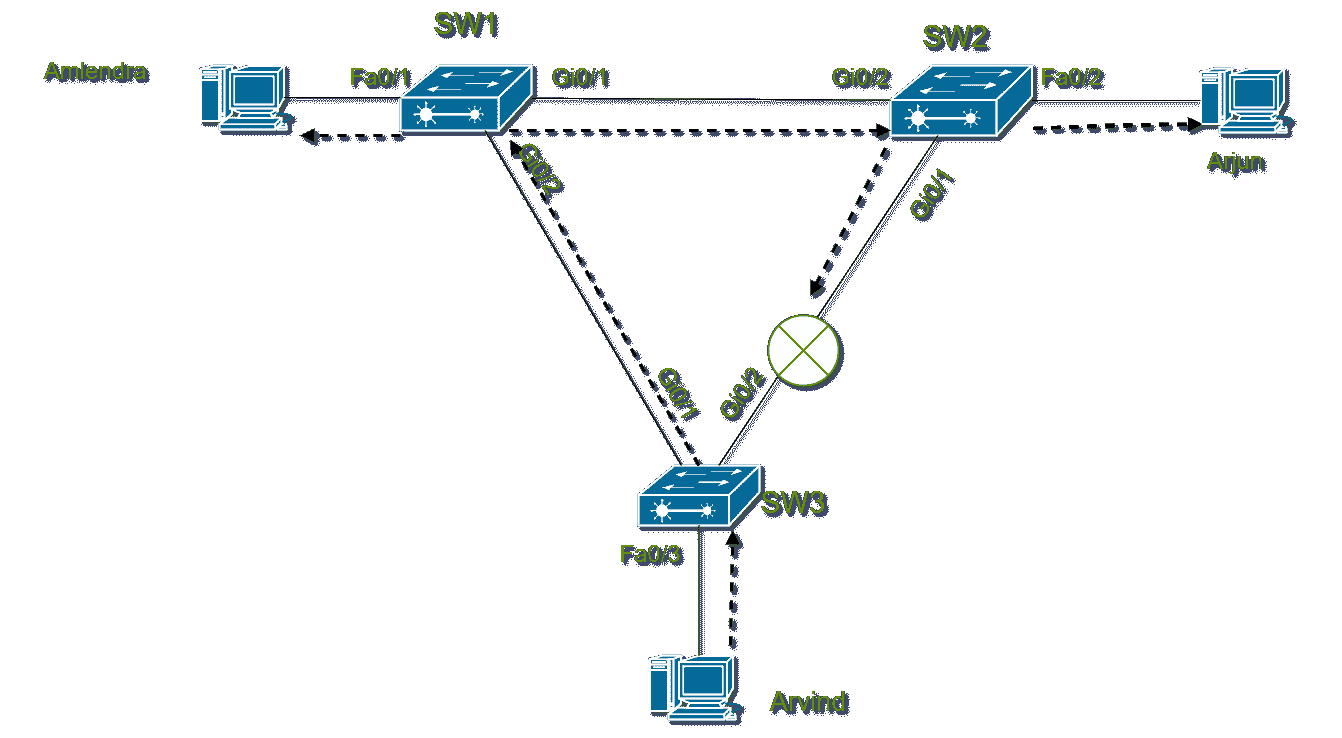 SW1
SW2
Amlendra
Fa0/1
Gi0/1
Gi0/2
Fa0/2
Arjun
Gi0/2
Gi0/1
Gi0/1
Gi0/2
SW3
Fa0/3
Arvind